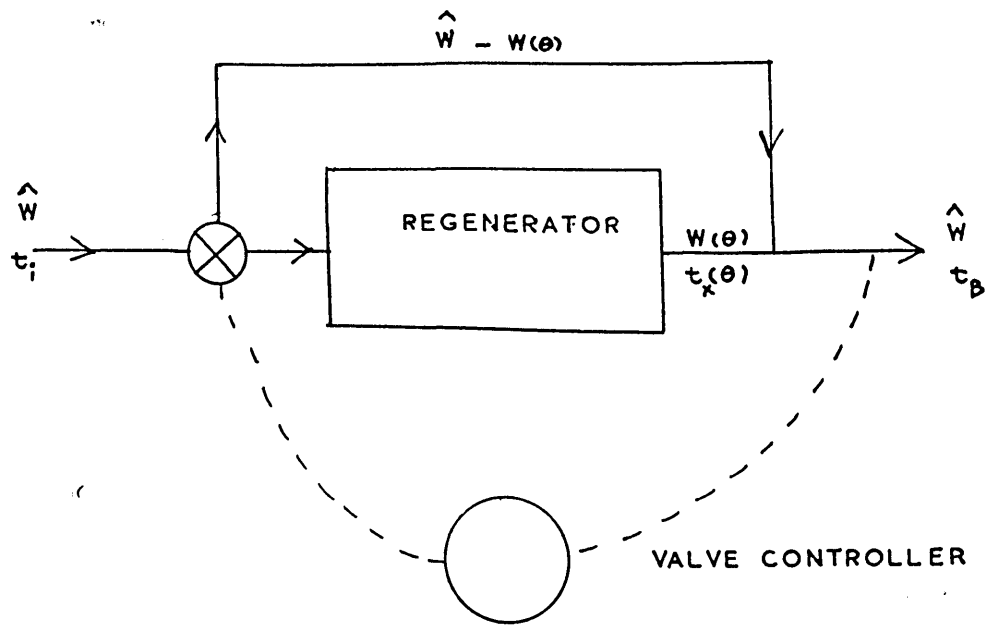 Ŵ - W(θ)
Ŵ
tᵢ
REGENERATOR
W(θ)
tₓ(θ)
Ŵ
t_B
VALVE CONTROLLER